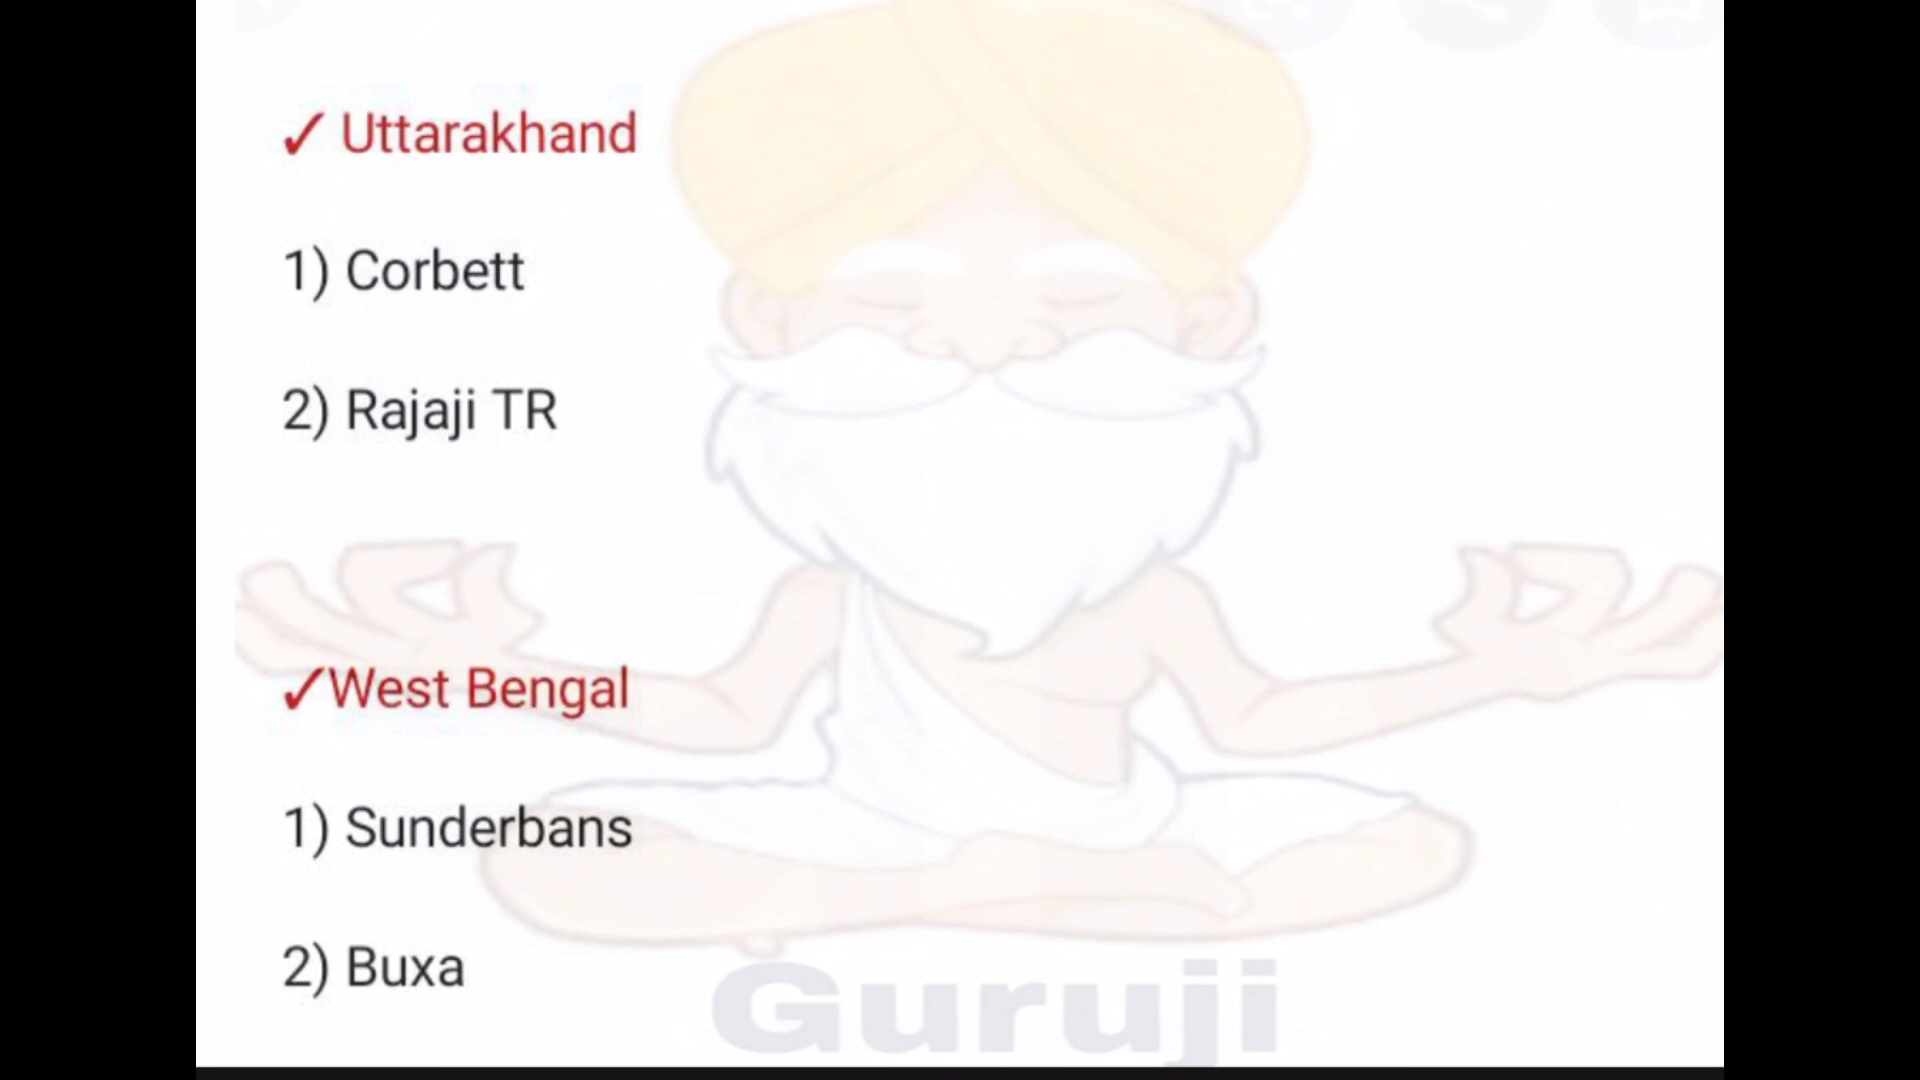 ✓ Uttarakhand
1) Corbett
2) Rajaji TR
✓West Bengal
1) Sunderbans
2) Buxa
Guruji